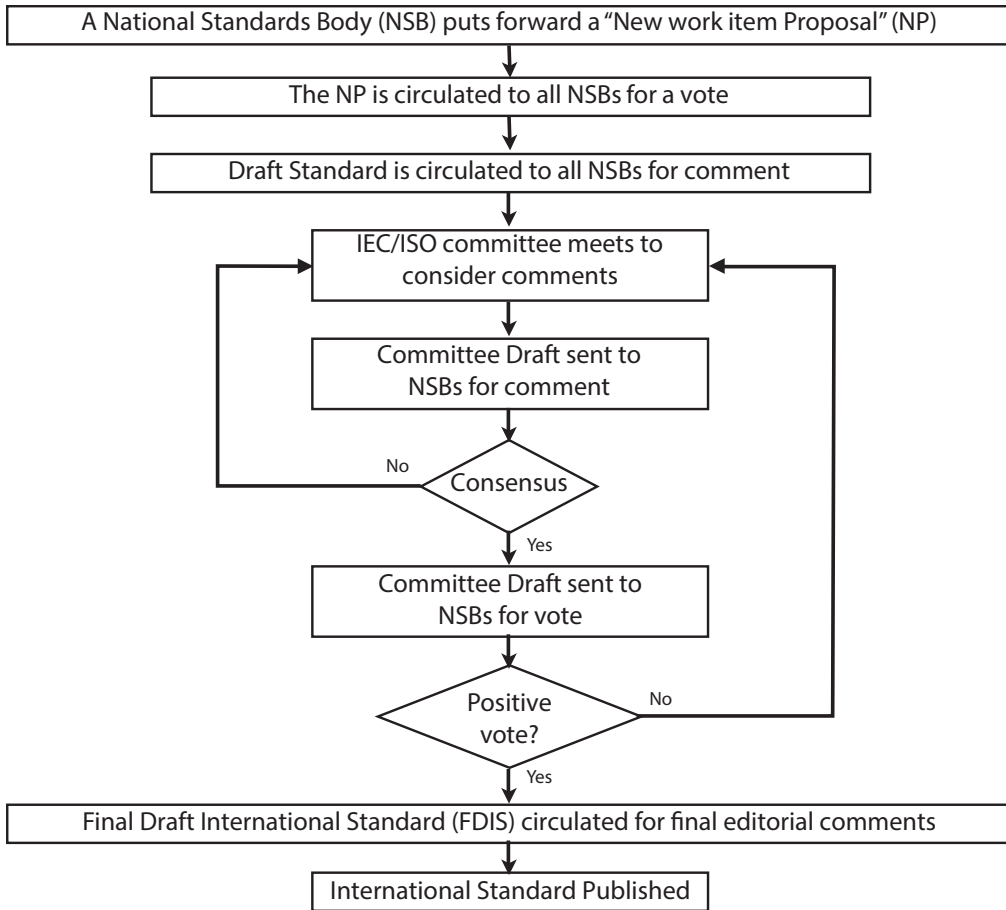 A National Standards Body (NSB) puts forward a “New work item Proposal” (NP)
The NP is circulated to all NSBs for a vote
Draft Standard is circulated to all NSBs for comment
IEC/ISO committee meets to
consider comments
Committee Draft sent to
NSBs for comment
No
Consensus
Yes
Committee Draft sent to
NSBs for vote
Positive
vote?
No
Yes
Final Draft International Standard (FDIS) circulated for final editorial comments
International Standard Published